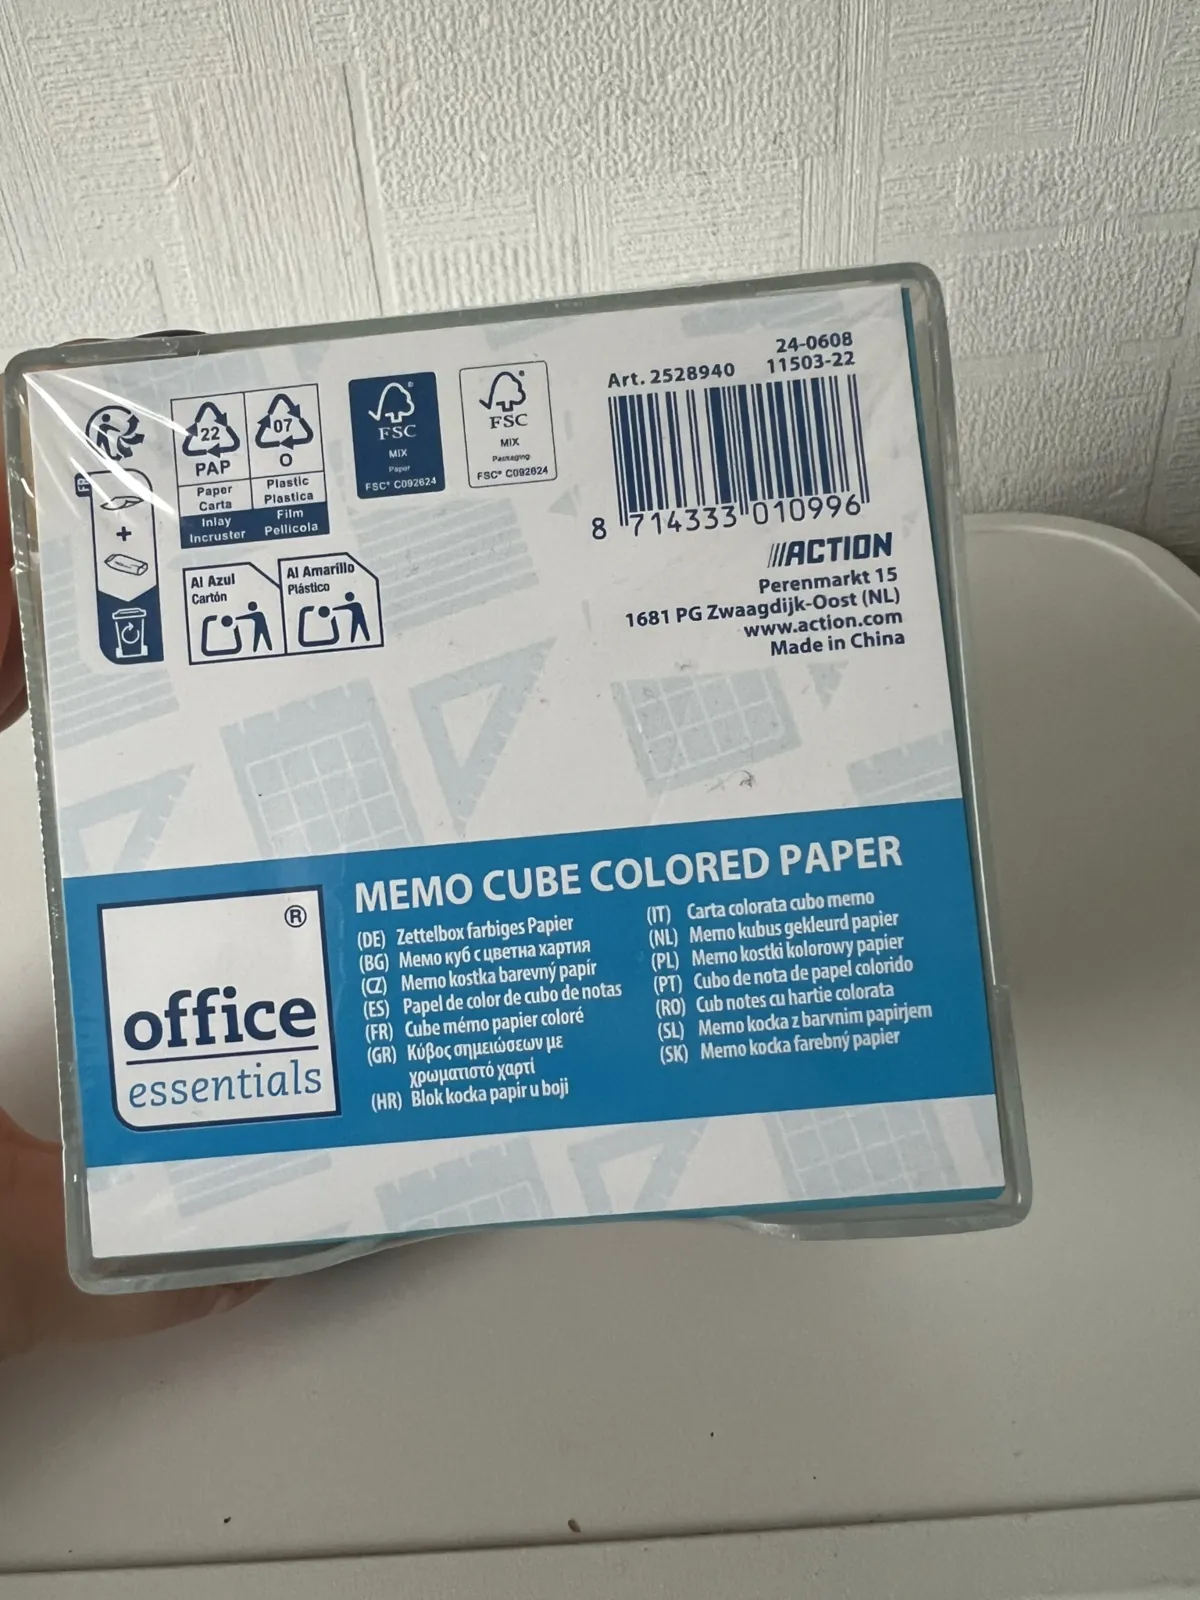 24-0608
Art. 2528940 11503-22
8 714333 010996
ACTION
Perenmarkt 15
1681 PG Zwaagdijk-Oost (NL)
www.action.com
Made in China
FR
+
22
PAP
Paper
Carta
Inlay
Incruster
07
O
Plastic
Plastica
Film
Pellicola
FSC
MIX
Paper
FSC® C092624
FSC
MIX
Packaging
FSC® C092624
Al Azul
Cartón
Al Amarillo
Plástico
MEMO CUBE COLORED PAPER
(DE) Zettelbox farbiges Papier
(BG) Мемо куб с цветна хартия
(CZ) Memo kostka barevný papír
(ES) Papel de color de cubo de notas
(FR) Cube mémo papier coloré
(GR) Κύβος σημειώσεων με
χρωματιστό χαρτί
(HR) Blok kocka papir u boji
(IT) Carta colorata cubo memo
(NL) Memo kubus gekleurd papier
(PL) Memo kostki kolorowy papier
(PT) Cubo de nota de papel colorido
(RO) Cub notes cu hartie colorata
(SL) Memo kocka z barvnim papirjem
(SK) Memo kocka farebný papier
®
office
essentials